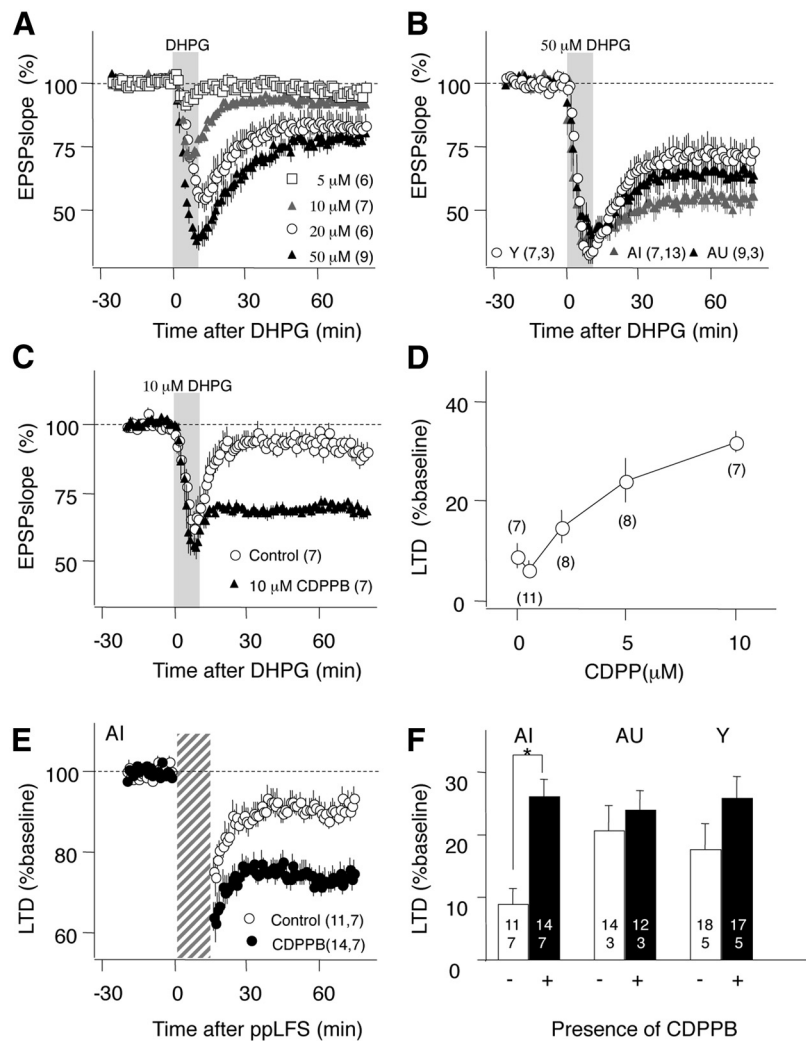 A
DHPG
EPSPslope (%)
100
75
50
5 μM (6)
10 μM (7)
20 μM (6)
50 μM (9)
-30 0 30 60
Time after DHPG (min)
B
50 μM DHPG
EPSPslope (%)
100
75
50
Y (7,3) AI (7,13) AU (9,3)
-30 0 30 60
Time after DHPG (min)
C
10 μM DHPG
EPSPslope (%)
100
75
50
Control (7)
10 μM CDPPB (7)
-30 0 30 60
Time after DHPG (min)
D
LTD (%baseline)
40
20
0
(7)
(11)
(8)
(8)
(7)
0 5 10
CDPP(μM)
E
AI
LTD (%baseline)
100
80
60
Control (11,7)
CDPPB(14,7)
-30 0 30 60
Time after ppLFS (min)
F
AI AU Y
*
LTD (%baseline)
30
20
10
0
11 14 14 12 18 17
7 7 3 3 5 5
- + - + - +
Presence of CDPPB